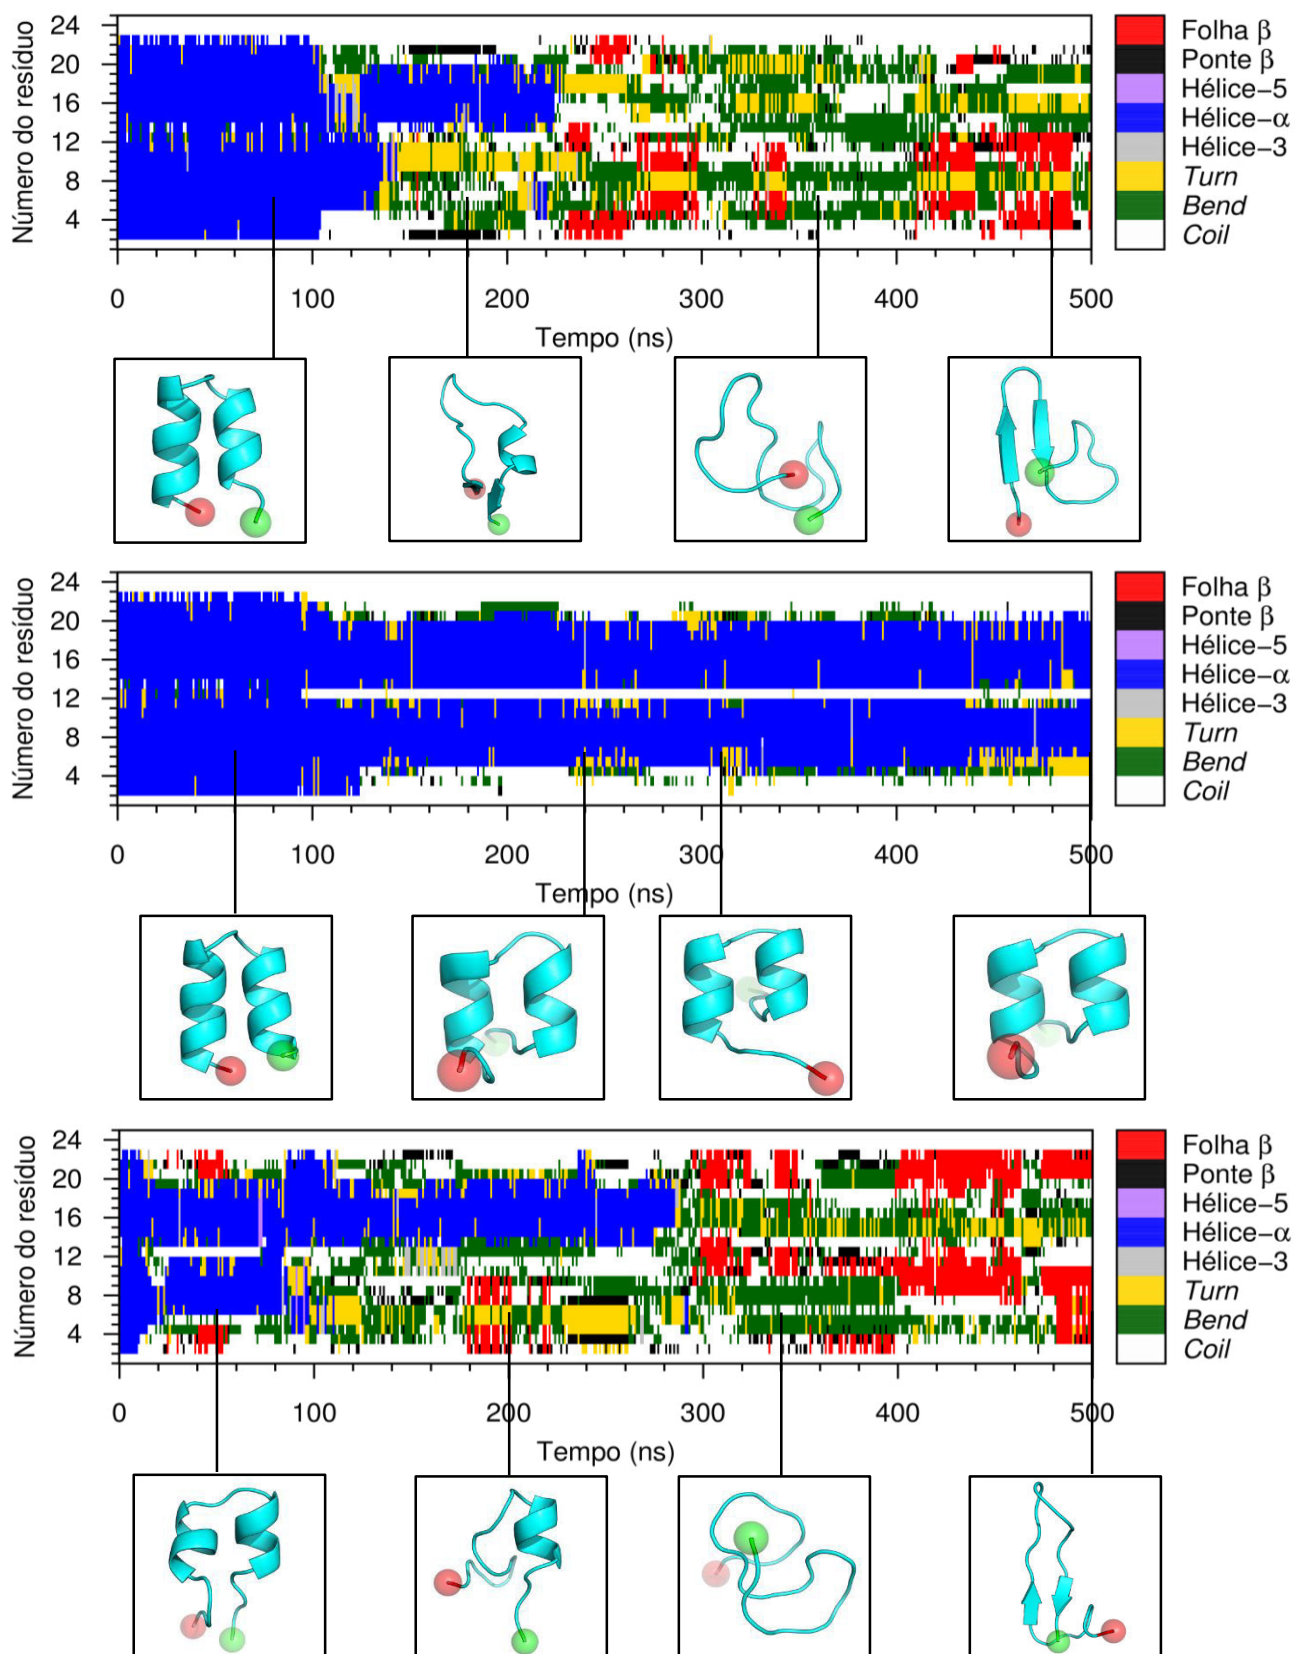 24
20
16
12
8
4
Número do resíduo
0 100 200 300 400 500
Tempo (ns)
Folha β
Ponte β
Hélice−5
Hélice−α
Hélice−3
Turn
Bend
Coil
24
20
16
12
8
4
Número do resíduo
0 100 200 300 400 500
Tempo (ns)
Folha β
Ponte β
Hélice−5
Hélice−α
Hélice−3
Turn
Bend
Coil
24
20
16
12
8
4
Número do resíduo
0 100 200 300 400 500
Tempo (ns)
Folha β
Ponte β
Hélice−5
Hélice−α
Hélice−3
Turn
Bend
Coil